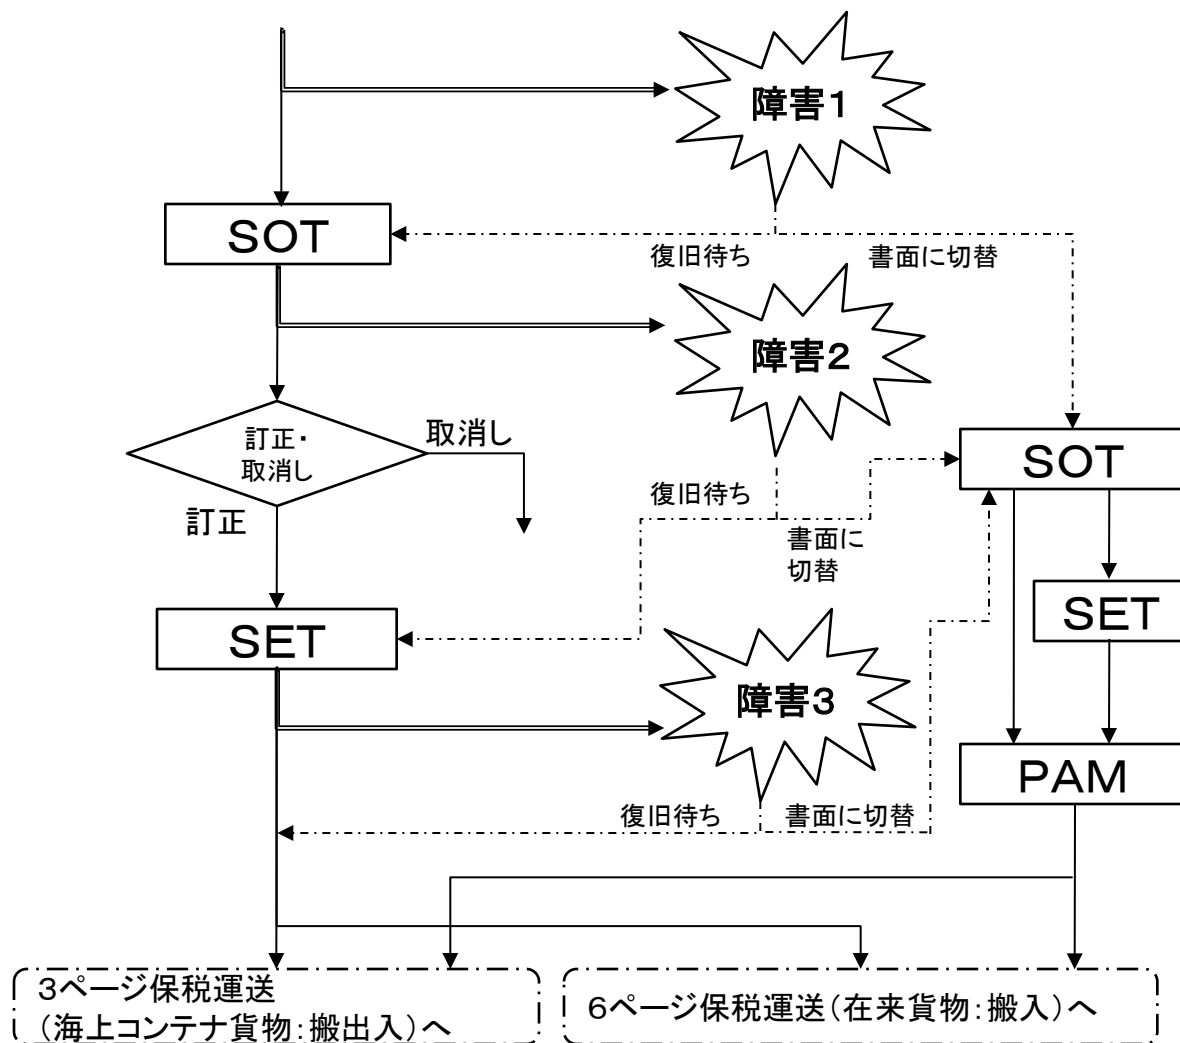 障害1
SOT
復旧待ち
書面に切替
障害2
訂正・
取消し
取消し
訂正
SOT
復旧待ち
書面に
切替
SET
SET
障害3
PAM
復旧待ち
書面に切替
3ページ保税運送
(海上コンテナ貨物:搬出入)へ
6ページ保税運送(在来貨物:搬入)へ